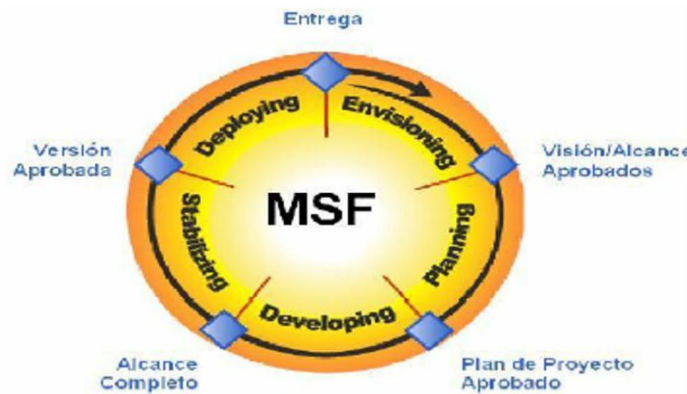 Entrega
Deploying
Envisioning
Versión
Aprobada
Visión/Alcance
Aprobados
MSF
Stabilizing
Planning
Developing
Alcance
Completo
Plan de Proyecto
Aprobado